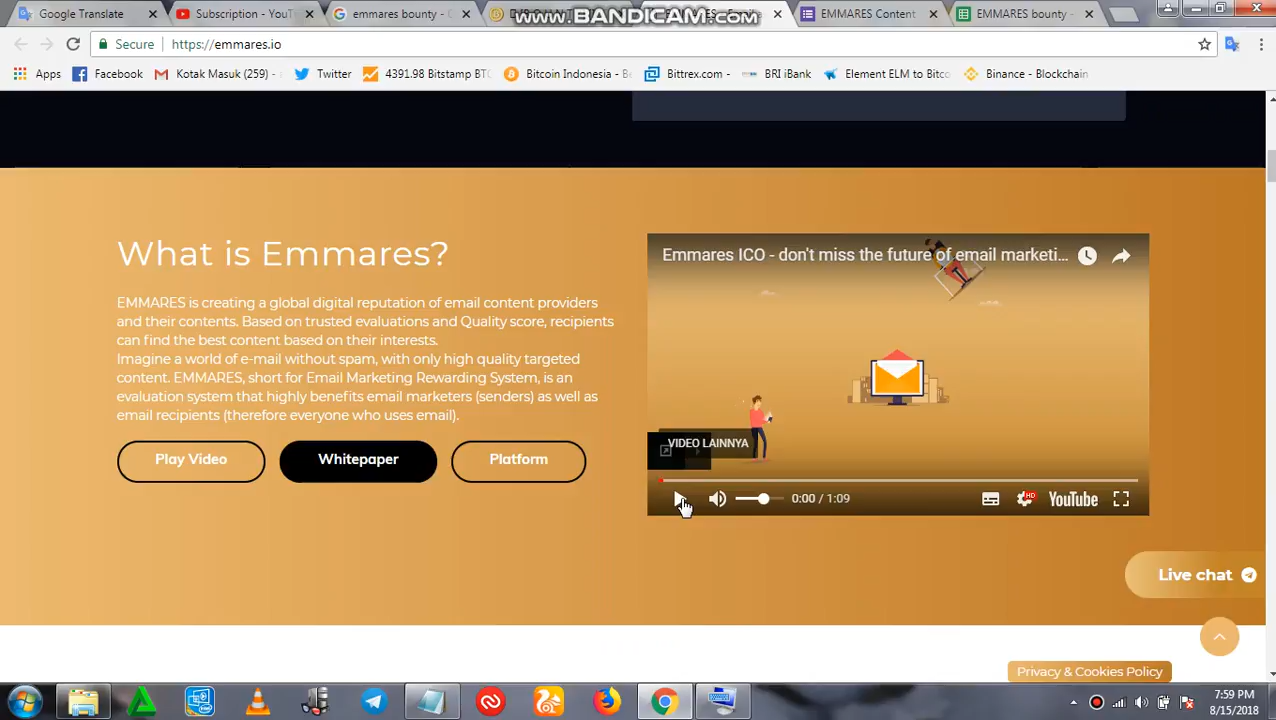 Google Translate
Subscription - YouT
emmares bounty - G
www.BANDICAM.com
EMMARES Content
EMMARES bounty
Secure
https://emmares.io
Apps
Facebook
Kotak Masuk (259) -
Twitter
4391.98 Bitstamp BTC
Bitcoin Indonesia - Be
Bittrex.com -
BRI iBank
Element ELM to Bitco
Binance - Blockchain
What is Emmares?
EMMARES is creating a global digital reputation of email content providers
and their contents. Based on trusted evaluations and Quality score, recipients
can find the best content based on their interests.
Imagine a world of e-mail without spam, with only high quality targeted
content. EMMARES, short for Email Marketing Rewarding System, is an
evaluation system that highly benefits email marketers (senders) as well as
email recipients (therefore everyone who uses email).
Play Video
Whitepaper
Platform
Emmares ICO - don't miss the future of email marketi...
VIDEO LAINNYA
0:00 / 1:09
HD
YouTube
Live chat
Privacy & Cookies Policy
7:59 PM
8/15/2018